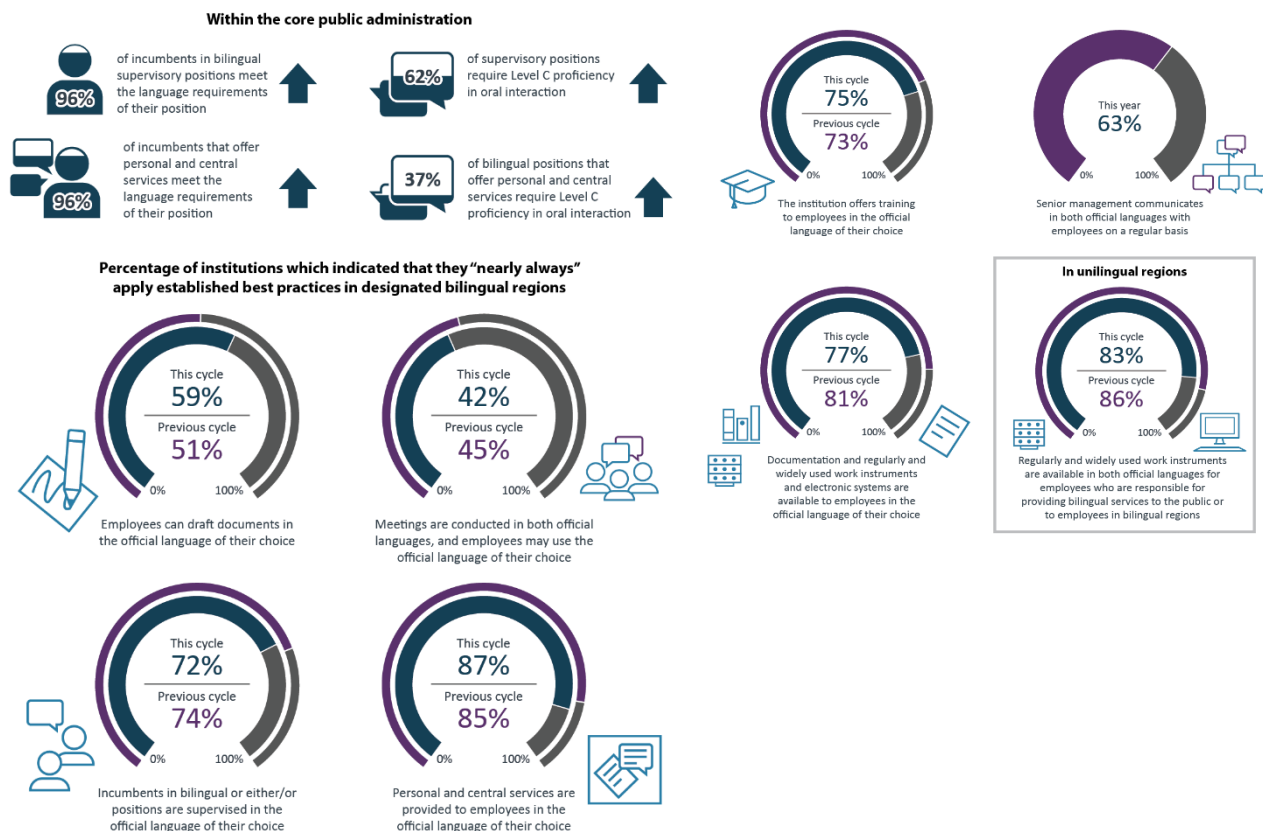 Within the core public administration
96%
of incumbents in bilingual
supervisory positions meet
the language requirements
of their position
62%
of supervisory positions
require Level C proficiency
in oral interaction
96%
of incumbents that offer
personal and central
services meet the
language requirements
of their position
37%
of bilingual positions that
offer personal and central
services require Level C
proficiency in oral interaction
Percentage of institutions which indicated that they “nearly always”
apply established best practices in designated bilingual regions
This cycle
59%
Previous cycle
51%
0%
100%
Employees can draft documents in
the official language of their choice
This cycle
42%
Previous cycle
45%
0%
100%
Meetings are conducted in both official
languages, and employees may use the
official language of their choice
This cycle
72%
Previous cycle
74%
0%
100%
Incumbents in bilingual or either/or
positions are supervised in the
official language of their choice
This cycle
87%
Previous cycle
85%
0%
100%
Personal and central services are
provided to employees in the
official language of their choice
This cycle
75%
Previous cycle
73%
0%
100%
The institution offers training
to employees in the official
language of their choice
This year
63%
0%
100%
Senior management communicates
in both official languages with
employees on a regular basis
This cycle
77%
Previous cycle
81%
0%
100%
Documentation and regularly and
widely used work instruments
and electronic systems are
available to employees in the
official language of their choice
In unilingual regions
This cycle
83%
Previous cycle
86%
0%
100%
Regularly and widely used work instruments
are available in both official languages for
employees who are responsible for
providing bilingual services to the public or
to employees in bilingual regions